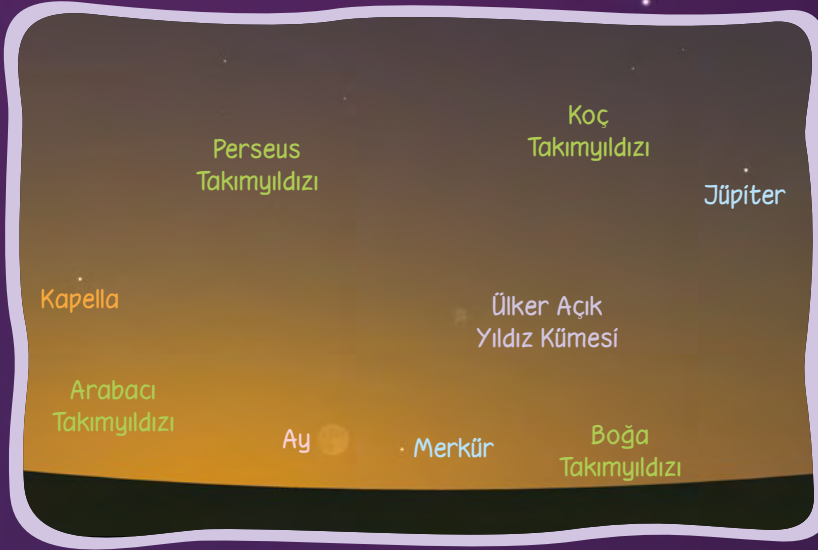 Koç
Takımyıldızı
Perseus
Takımyıldızı
Jüpiter
Kapella
Ülker Açık
Yıldız Kümesi
Arabacı
Takımyıldızı
Ay
Merkür
Boğa
Takımyıldızı